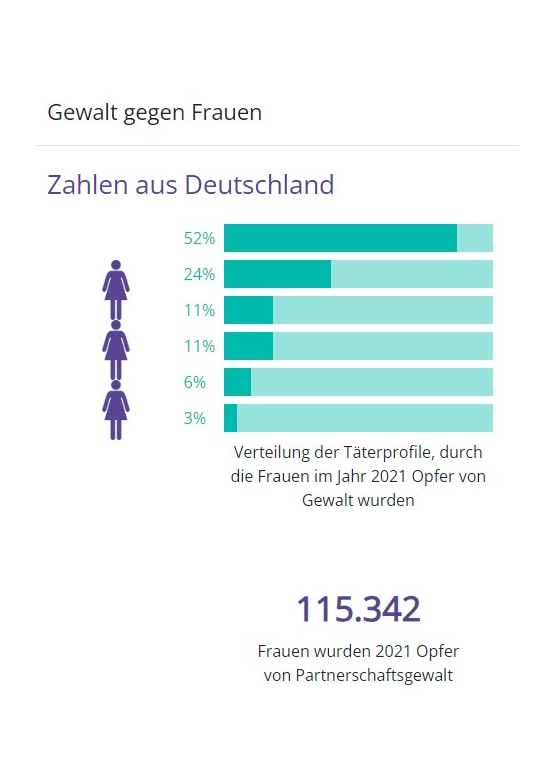 Gewalt gegen Frauen
Zahlen aus Deutschland
52%
24%
11%
11%
6%
3%
Verteilung der Täterprofile, durch
die Frauen im Jahr 2021 Opfer von
Gewalt wurden
115.342
Frauen wurden 2021 Opfer
von Partnerschaftsgewalt